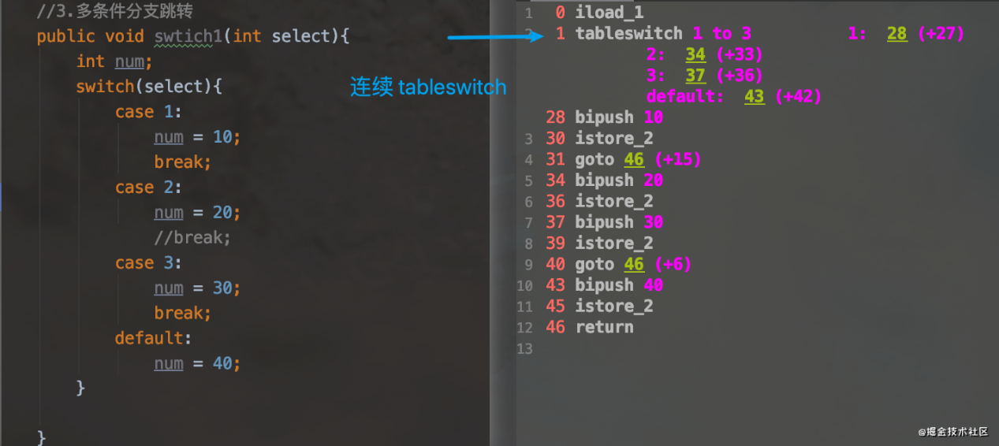 //3.多条件分支跳转
public void swtich1(int select){
int num;
switch(select){
case 1:
num = 10;
break;
case 2:
num = 20;
//break;
case 3:
num = 30;
break;
default:
num = 40;
}
}
连续 tableswitch
1 0 iload_1
2 1 tableswitch 1 to 3 1: 28 (+27)
2: 34 (+33)
3: 37 (+36)
default: 43 (+42)
28 bipush 10
3 30 istore_2
4 31 goto 46 (+15)
5 34 bipush 20
6 36 istore_2
7 37 bipush 30
8 39 istore_2
9 40 goto 46 (+6)
10 43 bipush 40
11 45 istore_2
12 46 return
13
@掘金技术社区